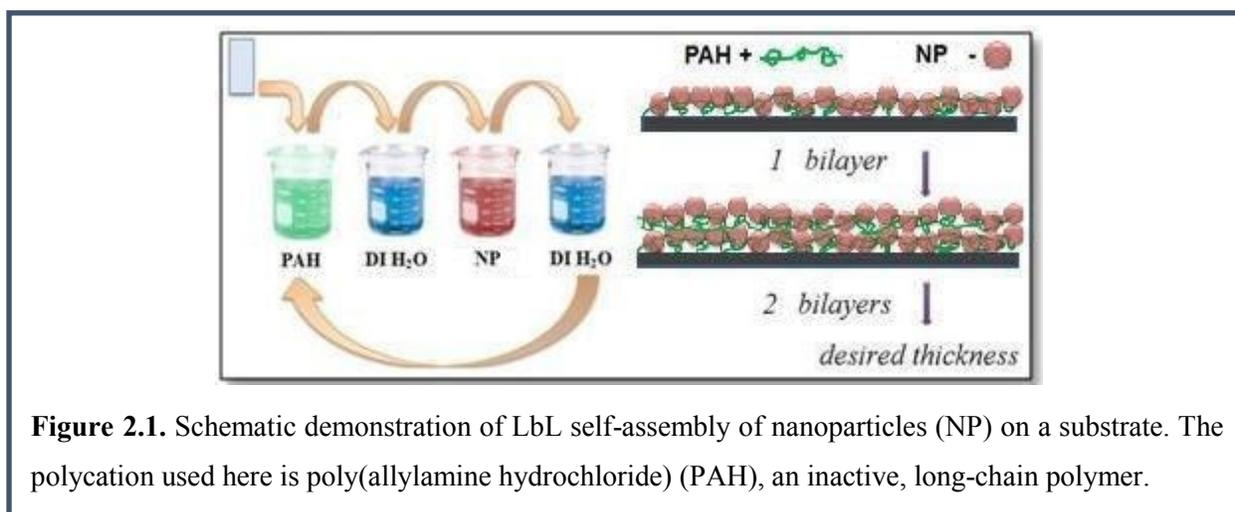 PAH + NP -
1 bilayer
PAH DI H₂O NP DI H₂O
2 bilayers
desired thickness
Figure 2.1. Schematic demonstration of LbL self-assembly of nanoparticles (NP) on a substrate. The
polycation used here is poly(allylamine hydrochloride) (PAH), an inactive, long-chain polymer.